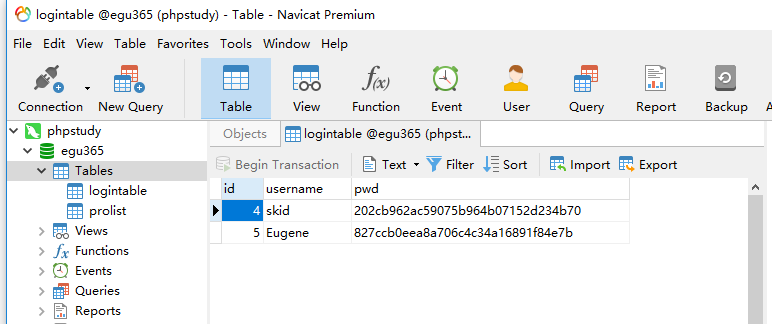 logintable @egu365 (phpstudy) - Table - Navicat Premium
File Edit View Table Favorites Tools Window Help
Connection New Query Table View Function Event User Query Report Backup A
phpstudy
egu365
Tables
logintable
prolist
Views
Functions
Events
Queries
Reports
Objects logintable @egu365 (phpst...
Begin Transaction Text Filter Sort Import Export
id username pwd
4 skid 202cb962ac59075b964b07152d234b70
5 Eugene 827ccb0eea8a706c4c34a16891f84e7b